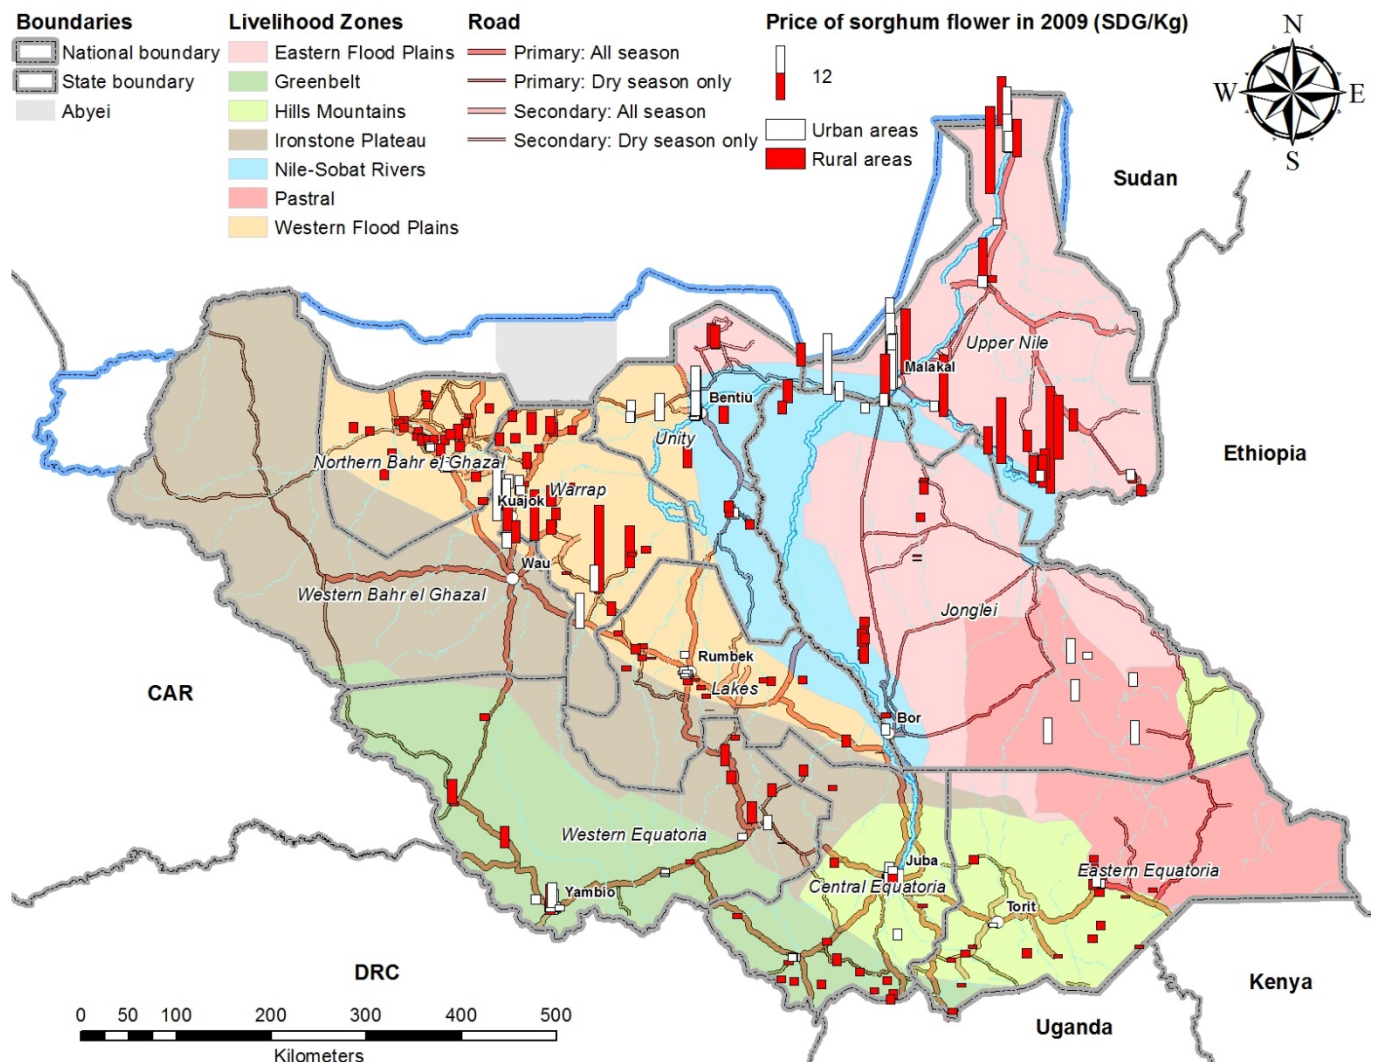 Boundaries
National boundary
State boundary
Abyei
Livelihood Zones
Eastern Flood Plains
Greenbelt
Hills Mountains
Ironstone Plateau
Nile-Sobat Rivers
Pastral
Western Flood Plains
Road
Primary: All season
Primary: Dry season only
Secondary: All season
Secondary: Dry season only
Price of sorghum flower in 2009 (SDG/Kg)
12
Urban areas
Rural areas
N
W E
S
Sudan
Upper Nile
Malakal
Bentiu
Unity
Ethiopia
Northern Bahr el Ghazal
Warrap
Kuajok
Wau
Western Bahr el Ghazal
Jonglei
Rumbek
Lakes
CAR
Bor
Western Equatoria
Juba
Central Equatoria
Eastern Equatoria
Yambio
Torit
DRC
Kenya
Uganda
0 50 100 200 300 400 500
Kilometers